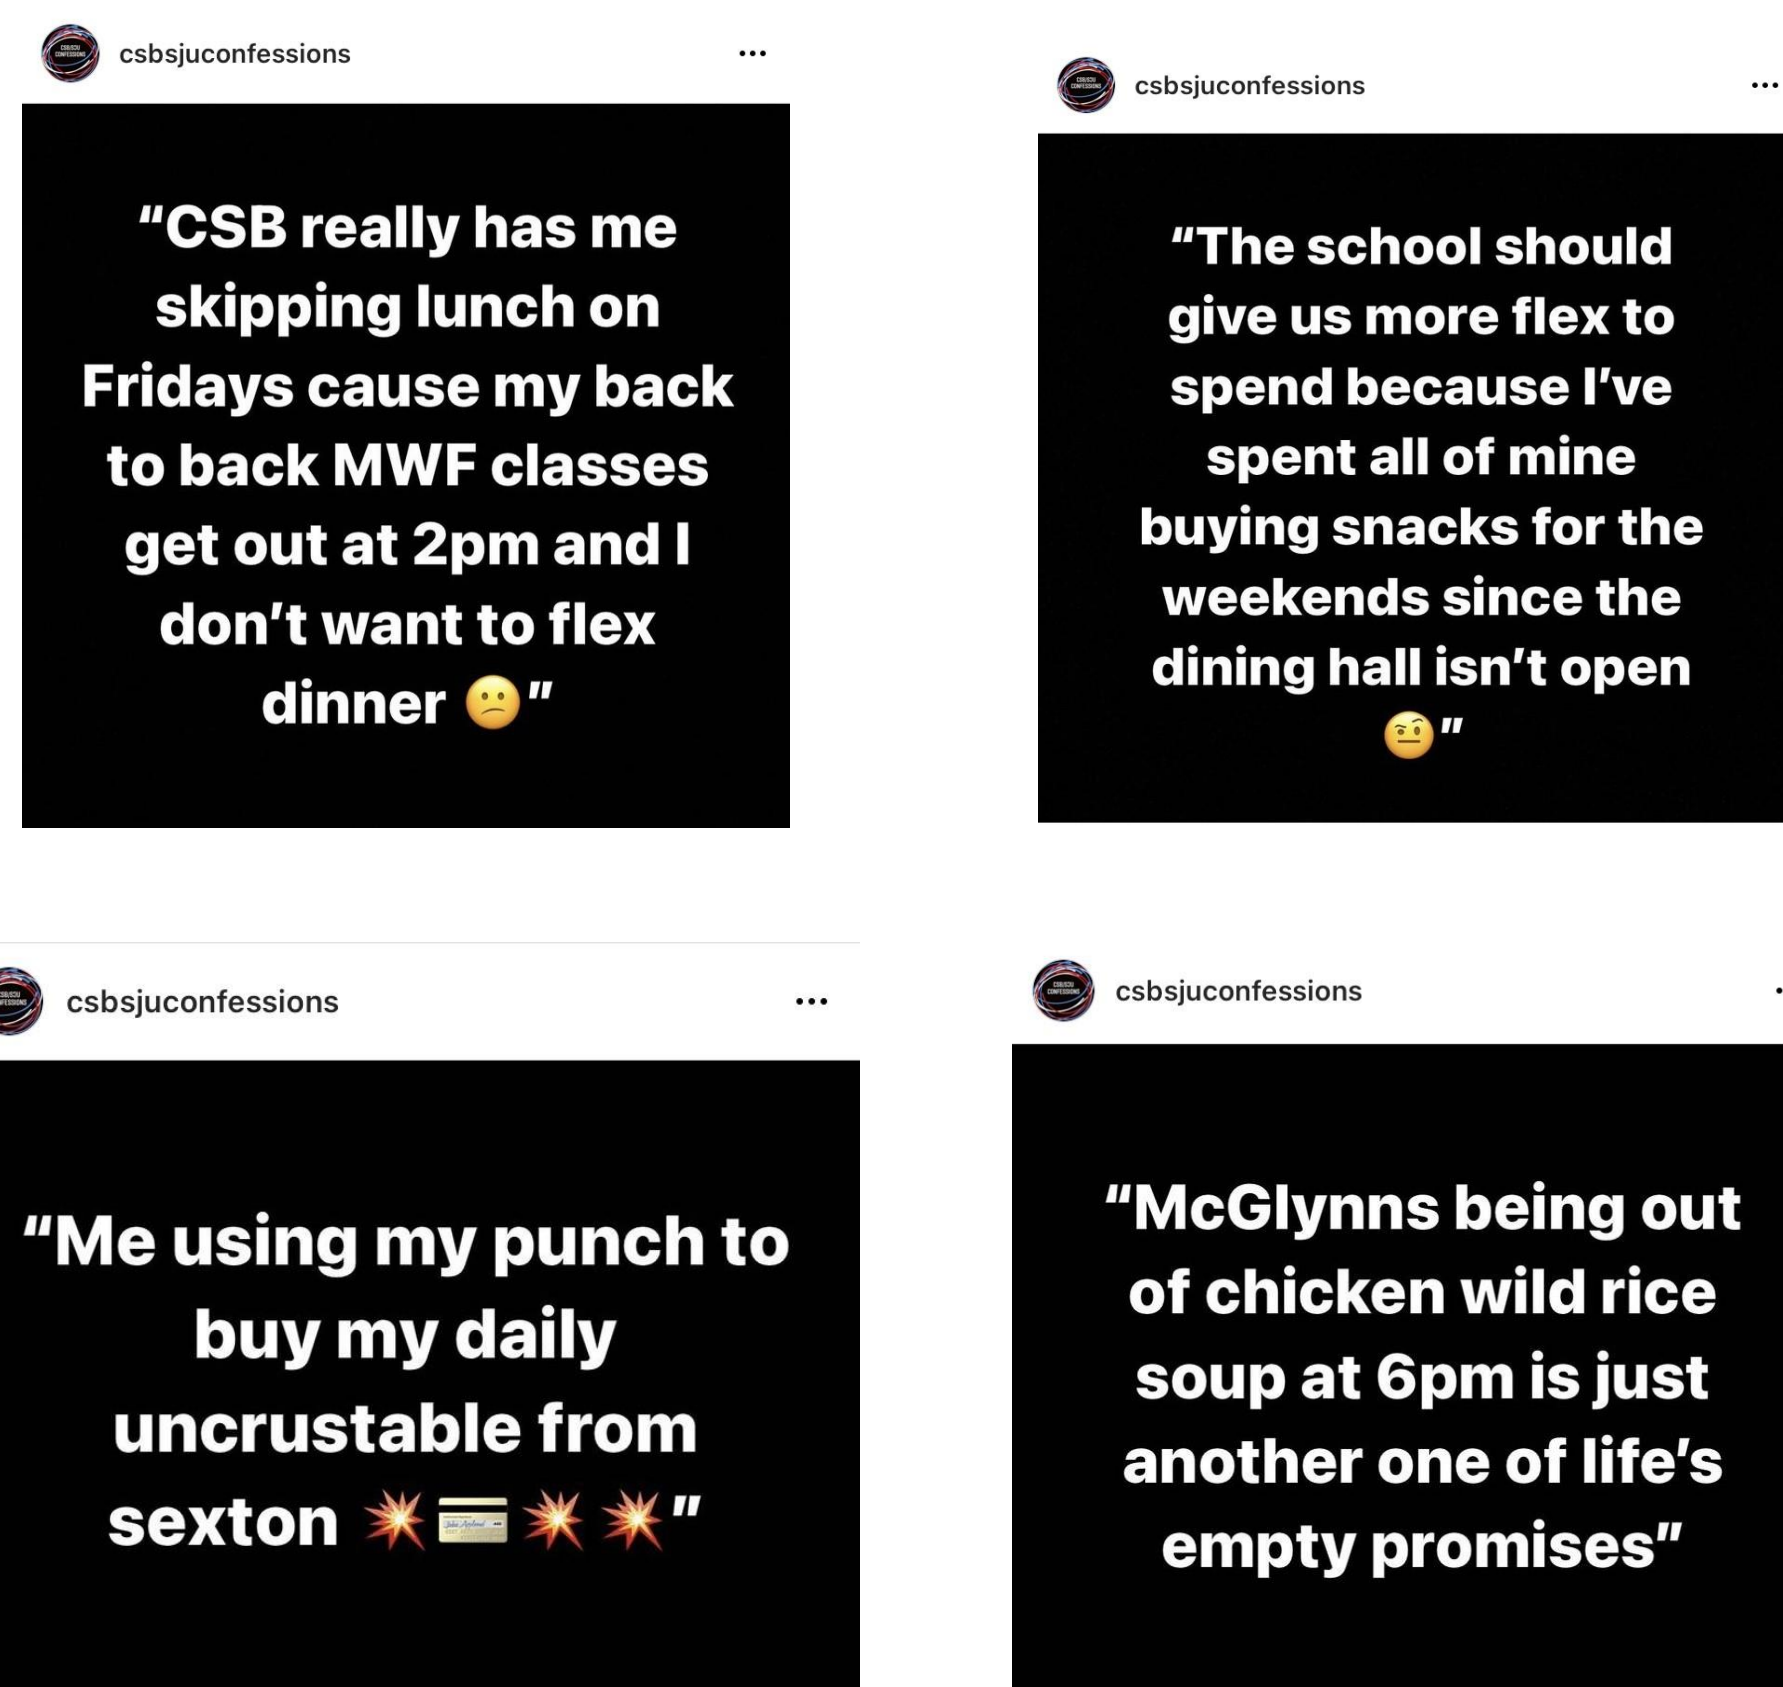 csbsjuconfessions
“CSB really has me
skipping lunch on
Fridays cause my back
to back MWF classes
get out at 2pm and I
don’t want to flex
dinner 😕”
csbsjuconfessions
“The school should
give us more flex to
spend because I’ve
spent all of mine
buying snacks for the
weekends since the
dining hall isn’t open
🤨”
csbsjuconfessions
“Me using my punch to
buy my daily
uncrustable from
sexton 💥💳💥💥”
csbsjuconfessions
“McGlynns being out
of chicken wild rice
soup at 6pm is just
another one of life’s
empty promises”